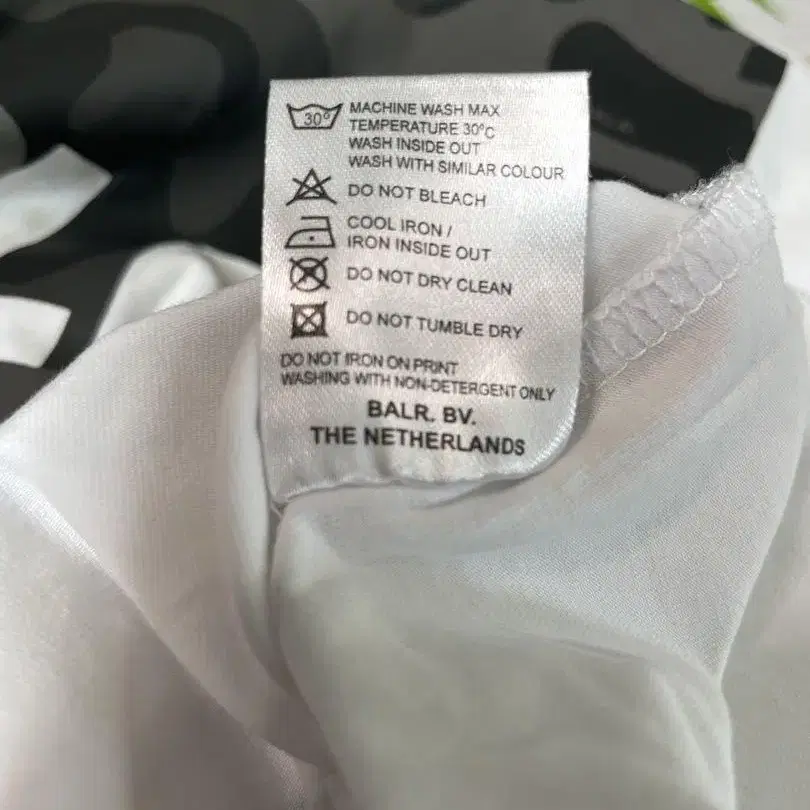 30°
MACHINE WASH MAX
TEMPERATURE 30°C
WASH INSIDE OUT
WASH WITH SIMILAR COLOUR
DO NOT BLEACH
COOL IRON /
IRON INSIDE OUT
DO NOT DRY CLEAN
DO NOT TUMBLE DRY
DO NOT IRON ON PRINT
WASHING WITH NON-DETERGENT ONLY
BALR. BV.
THE NETHERLANDS